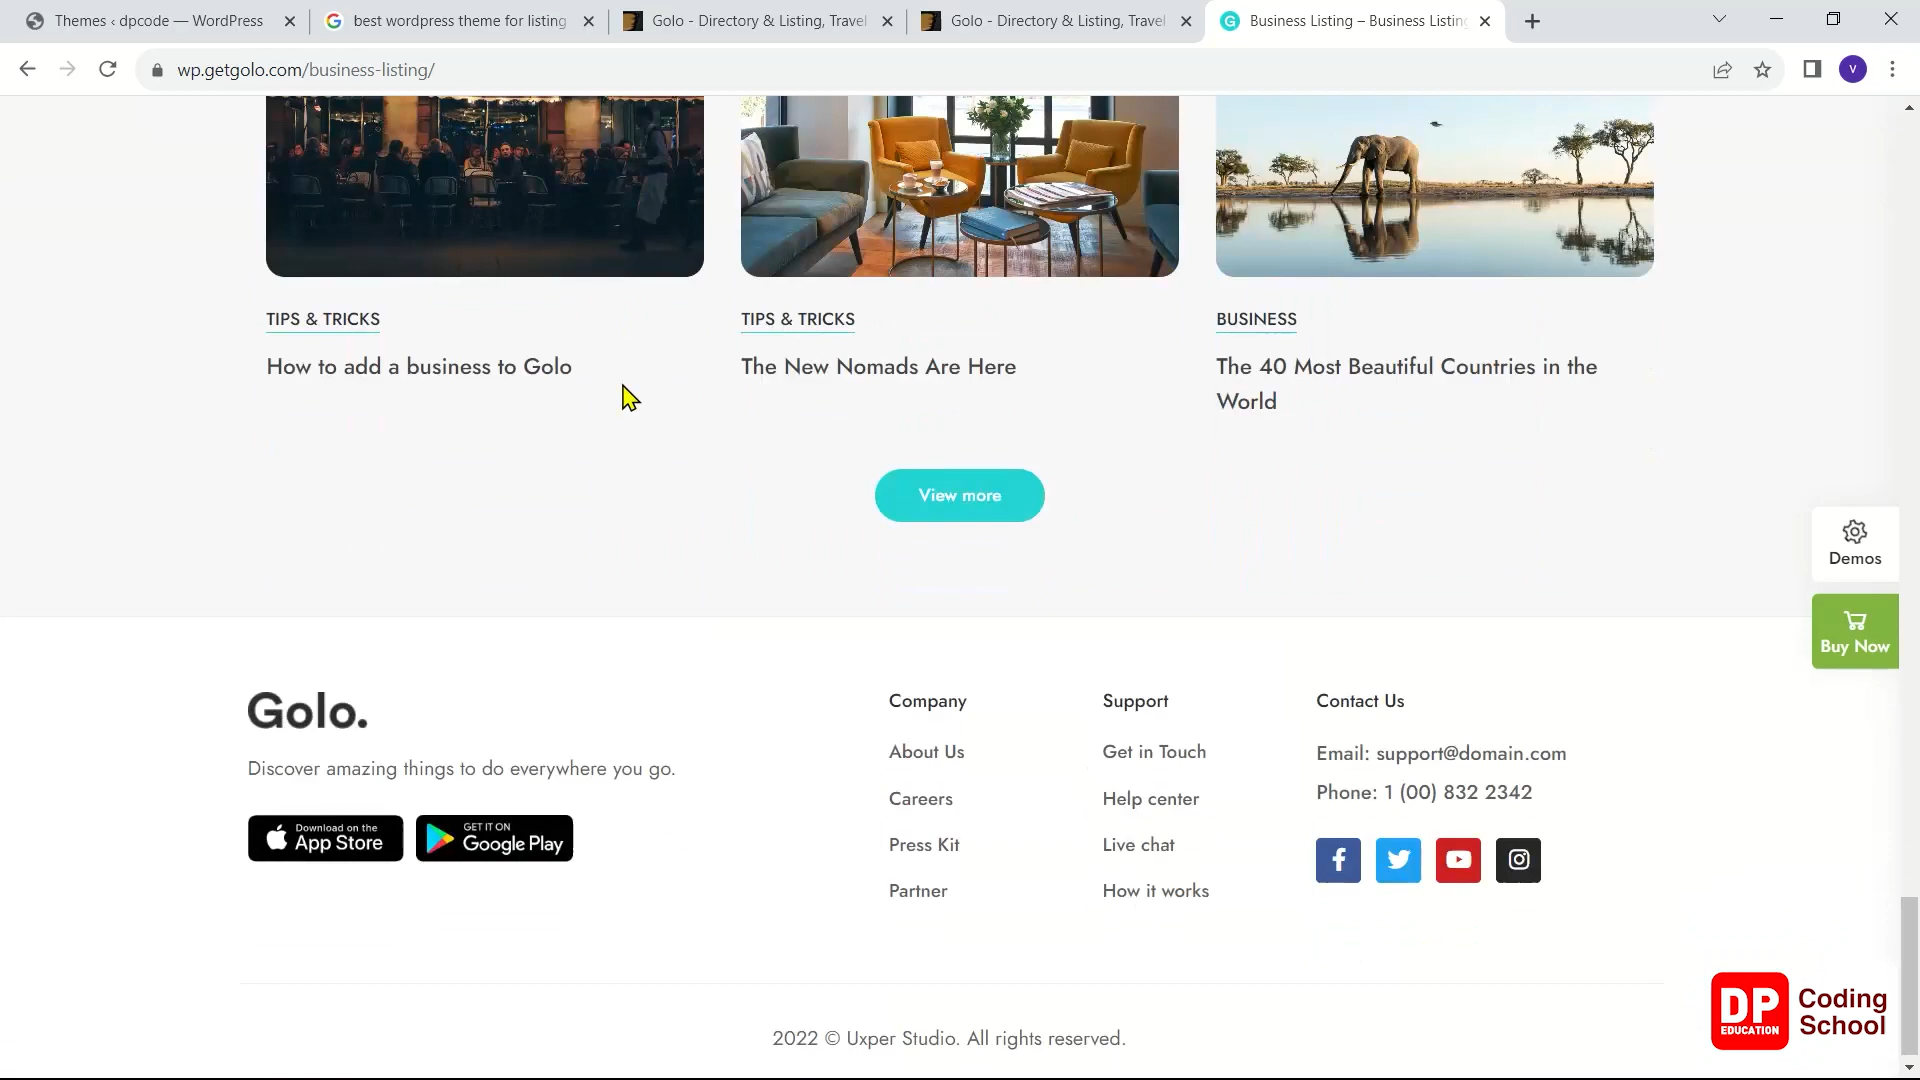 Themes ‹ dpcode — WordPress
best wordpress theme for listing
Golo - Directory & Listing, Travel
Golo - Directory & Listing, Travel
Business Listing – Business Listing
wp.getgolo.com/business-listing/
V
TIPS & TRICKS
How to add a business to Golo
TIPS & TRICKS
The New Nomads Are Here
BUSINESS
The 40 Most Beautiful Countries in the
World
View more
Demos
Buy Now
Golo.
Discover amazing things to do everywhere you go.
Download on the
App Store
GET IT ON
Google Play
Company
About Us
Careers
Press Kit
Partner
Support
Get in Touch
Help center
Live chat
How it works
Contact Us
Email: support@domain.com
Phone: 1 (00) 832 2342
2022 © Uxper Studio. All rights reserved.
DP
EDUCATION
Coding
School